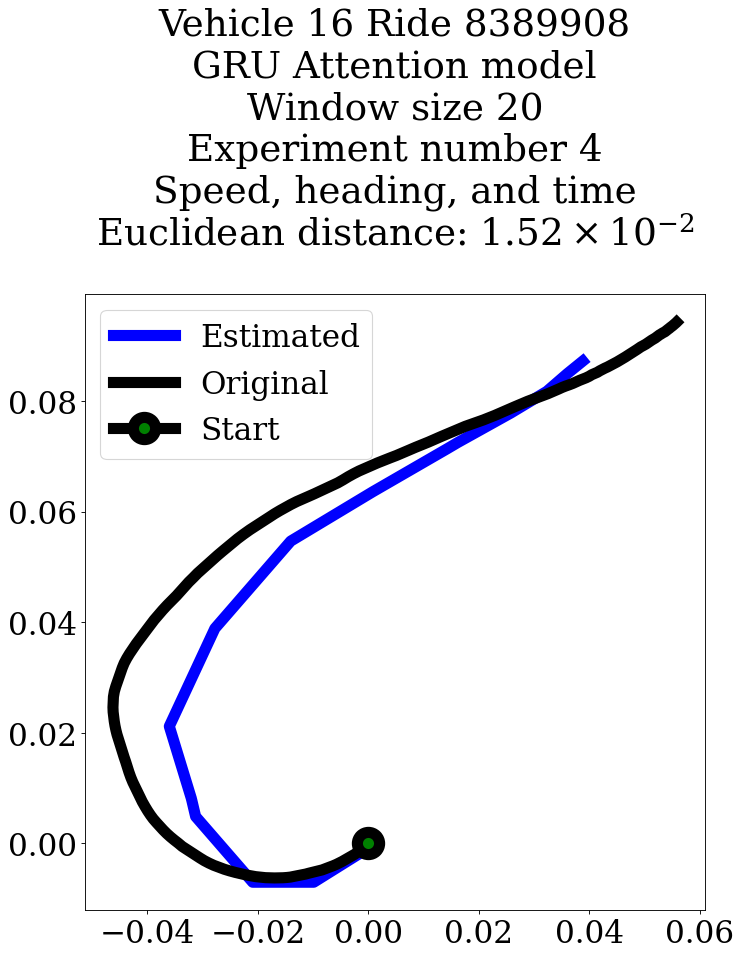 Vehicle 16 Ride 8389908
GRU Attention model
Window size 20
Experiment number 4
Speed, heading, and time
Euclidean distance: 1.52 × 10⁻²
Estimated
Original
Start
0.08
0.06
0.04
0.02
0.00
−0.04 −0.02 0.00 0.02 0.04 0.06